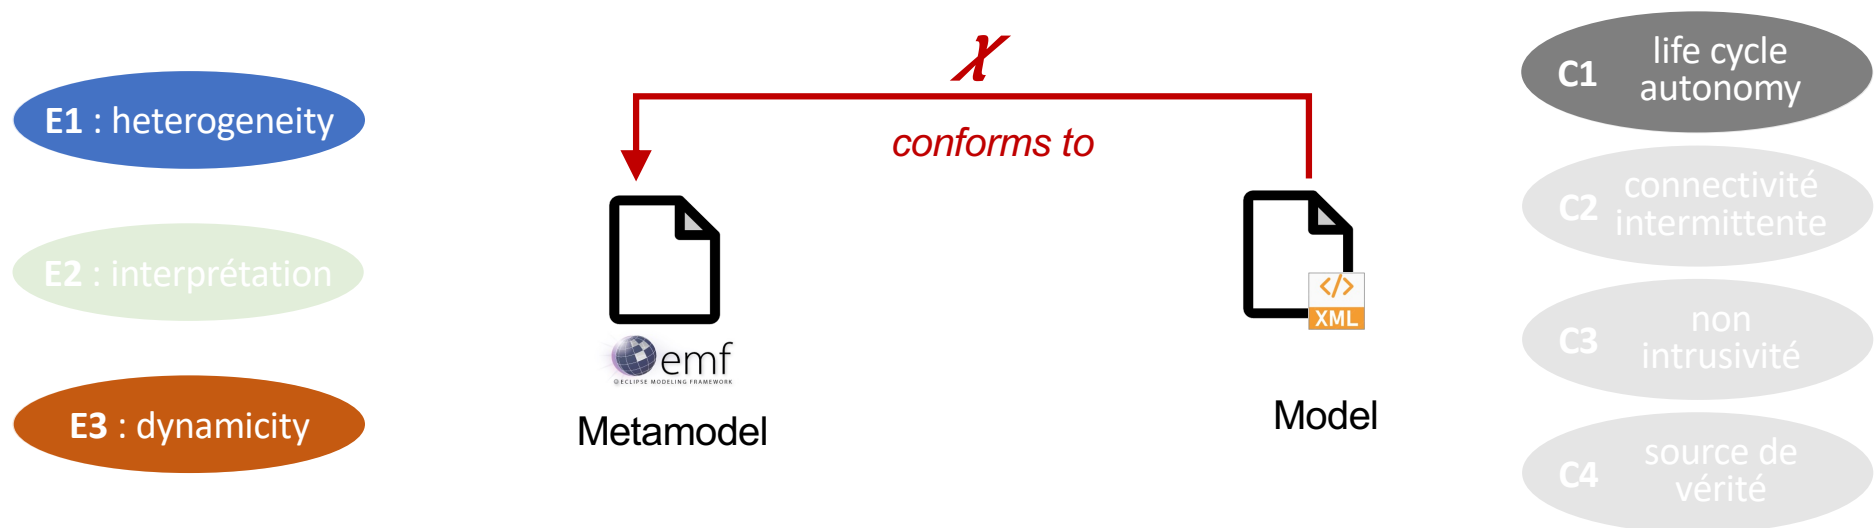 E1 : heterogeneity
E2 : interprétation
E3 : dynamicity
χ
conforms to
emf
ECLIPSE MODELING FRAMEWORK
Metamodel
</>
XML
Model
C1 life cycle
autonomy
C2 connectivité
intermittente
C3 non
intrusivité
C4 source de
vérité